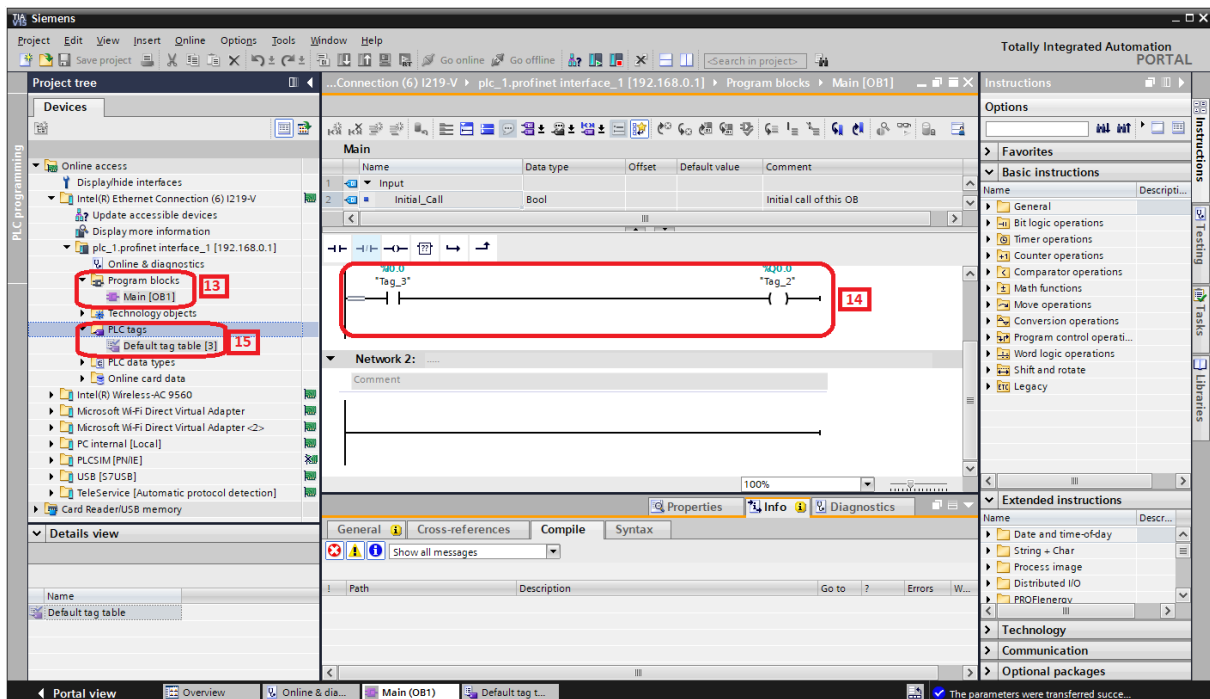 Siemens
Project Edit View Insert Online Options Tools Window Help
Totally Integrated Automation
PORTAL
Save project Go online Go offline <Search in project>
Project tree
Devices
PLC programming
Online access
Display/hide interfaces
Intel(R) Ethernet Connection (6) I219-V
Update accessible devices
Display more information
plc_1.profinet interface_1 [192.168.0.1]
Online & diagnostics
Program blocks
13
Main [OB1]
Technology objects
PLC tags
15
Default tag table [3]
PLC data types
Online card data
Intel(R) Wireless-AC 9560
Microsoft Wi-Fi Direct Virtual Adapter
Microsoft Wi-Fi Direct Virtual Adapter <2>
PC internal [Local]
PLCSIM [PN/IE]
USB [S7USB]
TeleService [Automatic protocol detection]
Card Reader/USB memory
Details view
Name
Default tag table
...Connection (6) I219-V plc_1.profinet interface_1 [192.168.0.1] Program blocks Main [OB1]
Main
Name Data type Offset Default value Comment
1 Input
2 Initial_Call Bool Initial call of this OB
%I0.0 %Q0.0
"Tag_3" "Tag_2"
14
Network 2: .....
Comment
100%
Properties Info Diagnostics
General Cross-references Compile Syntax
Show all messages
! Path Description Go to ? Errors W...
Instructions
Options
Favorites
Basic instructions
Name Descripti...
General
Bit logic operations
Timer operations
Counter operations
Comparator operations
Math functions
Move operations
Conversion operations
Program control operati...
Word logic operations
Shift and rotate
Legacy
Extended instructions
Name Descr...
Date and time-of-day
String + Char
Process image
Distributed I/O
PROFIenergy
Technology
Communication
Optional packages
Instructions
Testing
Tasks
Libraries
Portal view Overview Online & dia... Main (OB1) Default tag t... The parameters were transferred succe...